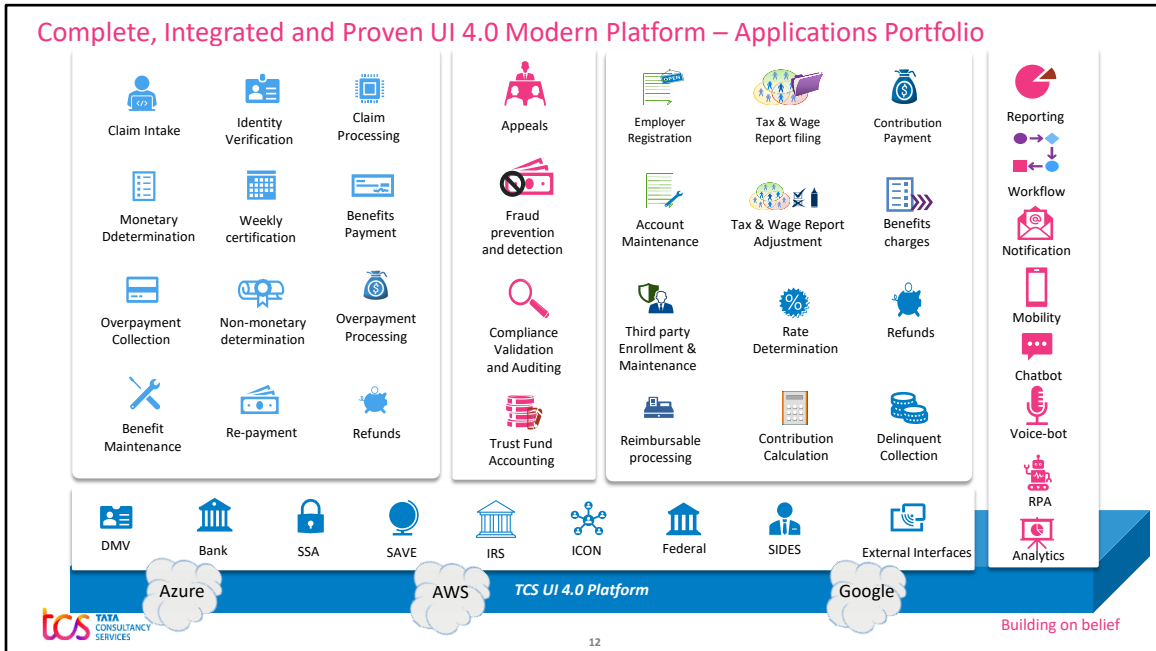 Complete, Integrated and Proven UI 4.0 Modern Platform – Applications Portfolio
Claim Intake
Identity
Verification
Claim
Processing
Monetary
Ddetermination
Weekly
certification
Benefits
Payment
Overpayment
Collection
Non-monetary
determination
Overpayment
Processing
Benefit
Maintenance
Re-payment
Refunds
Appeals
Fraud
prevention
and detection
Compliance
Validation
and Auditing
Trust Fund
Accounting
OPEN
Employer
Registration
Tax & Wage
Report filing
Contribution
Payment
Account
Maintenance
Tax & Wage Report
Adjustment
Benefits
charges
Third party
Enrollment &
Maintenance
Rate
Determination
Refunds
Reimbursable
processing
Contribution
Calculation
Delinquent
Collection
Reporting
Workflow
Notification
Mobility
Chatbot
Voice-bot
RPA
Analytics
DMV
Bank
SSA
SAVE
IRS
ICON
Federal
SIDES
External Interfaces
Azure
AWS
TCS UI 4.0 Platform
Google
tcs
TATA
CONSULTANCY
SERVICES
12
Building on belief